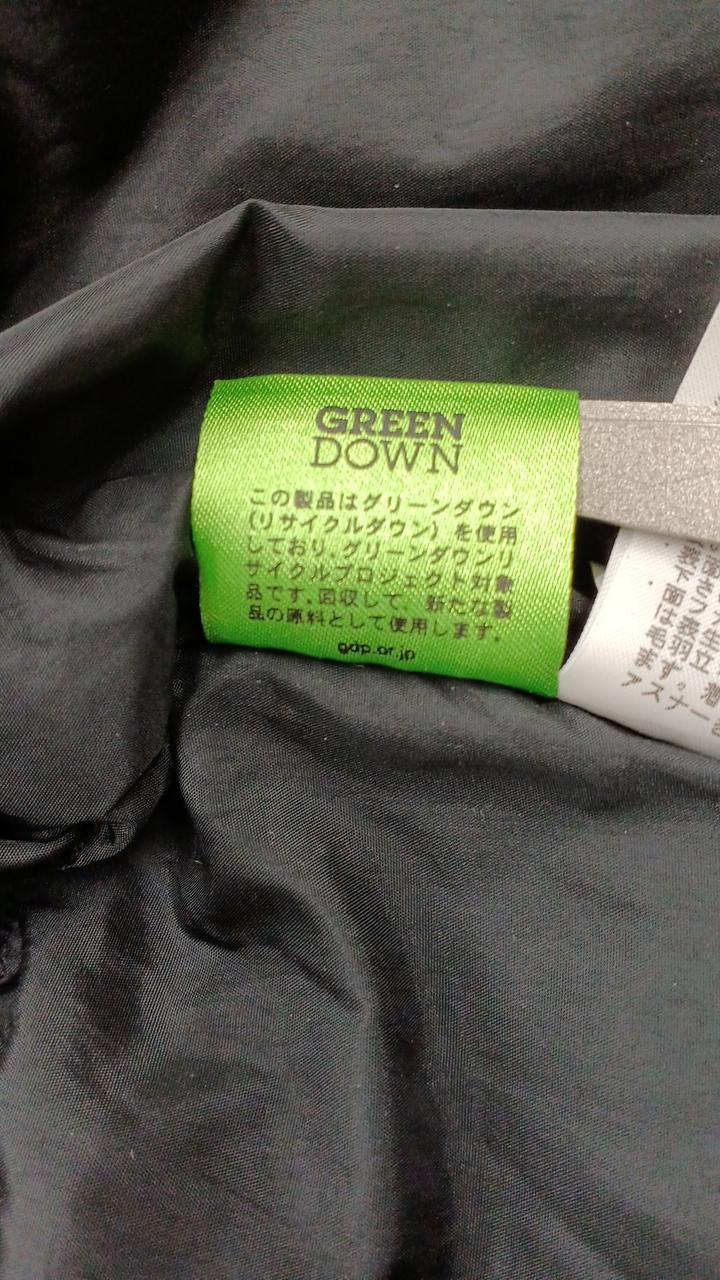 GREEN
DOWN
この製品はグリーンダウン
(リサイクルダウン) を使用
しており、グリーンダウンリ
サイクルプロジェクト対象
品です。回収して、新たな製
品の原料として使用します。
gdp.or.jp